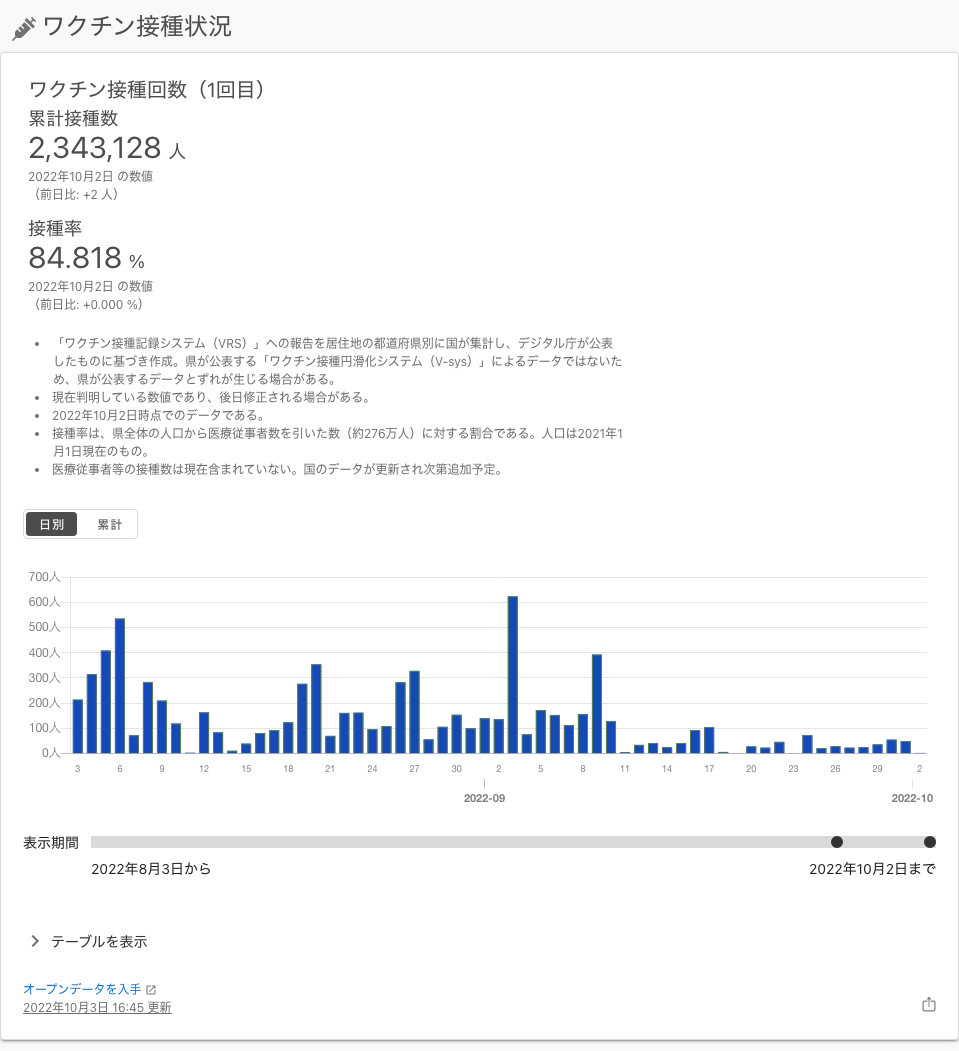 ワクチン接種状況
ワクチン接種回数（1回目）
累計接種数
2,343,128 人
2022年10月2日 の数値
（前日比: +2 人）
接種率
84.818 %
2022年10月2日 の数値
（前日比: +0.000 %）
• 「ワクチン接種記録システム（VRS）」への報告を居住地の都道府県別に国が集計し、デジタル庁が公表
したものに基づき作成。県が公表する「ワクチン接種円滑化システム（V-sys）」によるデータではないた
め、県が公表するデータとずれが生じる場合がある。
• 現在判明している数値であり、後日修正される場合がある。
• 2022年10月2日時点でのデータである。
• 接種率は、県全体の人口から医療従事者数を引いた数（約276万人）に対する割合である。人口は2021年1
月1日現在のもの。
• 医療従事者等の接種数は現在含まれていない。国のデータが更新され次第追加予定。
日別 累計
700人
600人
500人
400人
300人
200人
100人
0人
3 6 9 12 15 18 21 24 27 30 2 5 8 11 14 17 20 23 26 29 2
2022-09 2022-10
表示期間
2022年8月3日から 2022年10月2日まで
テーブルを表示
オープンデータを入手
2022年10月3日 16:45 更新